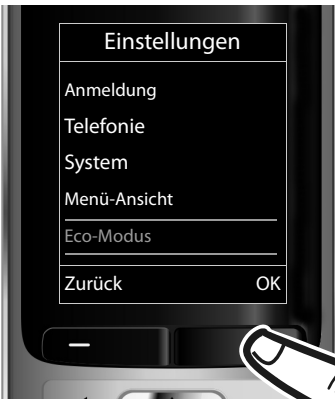 Einstellungen
Anmeldung
Telefonie
System
Menü-Ansicht
Eco-Modus
Zurück OK